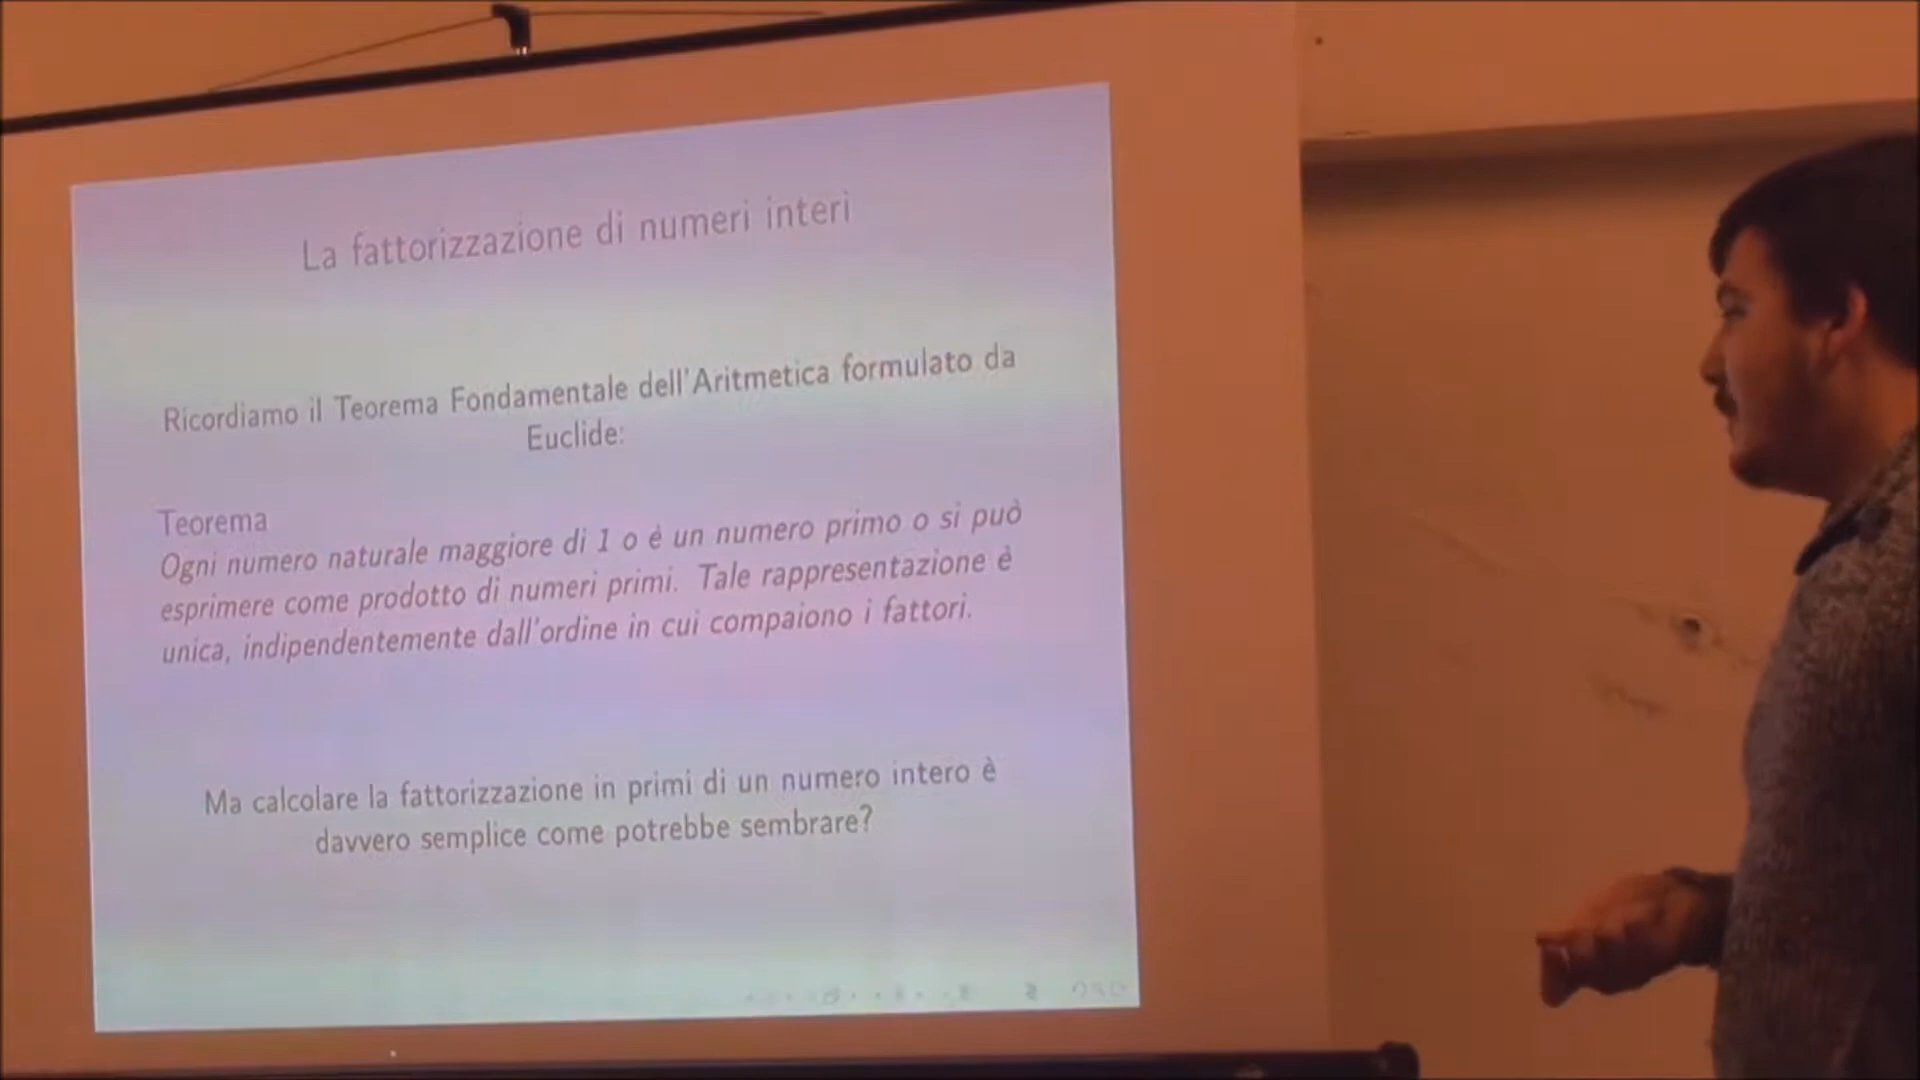 La fattorizzazione di numeri interi
Ricordiamo il Teorema Fondamentale dell'Aritmetica formulato da
Euclide:
Teorema
Ogni numero naturale maggiore di 1 o è un numero primo o si può
esprimere come prodotto di numeri primi. Tale rappresentazione è
unica, indipendentemente dall'ordine in cui compaiono i fattori.
Ma calcolare la fattorizzazione in primi di un numero intero è
davvero semplice come potrebbe sembrare?